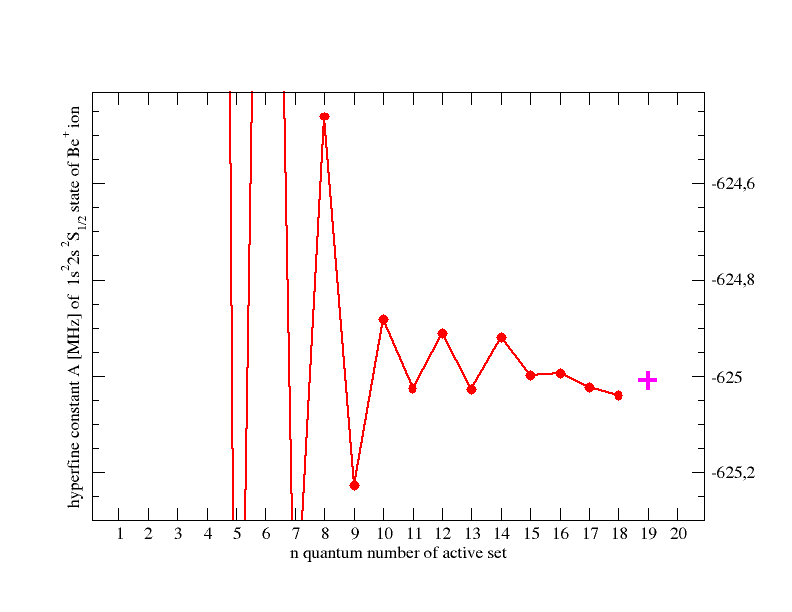 hyperfine constant A [MHz] of 1s²2s ²S₁/₂ state of Be⁺ ion
-624,6
-624,8
-625
-625,2
1 2 3 4 5 6 7 8 9 10 11 12 13 14 15 16 17 18 19 20
n quantum number of active set